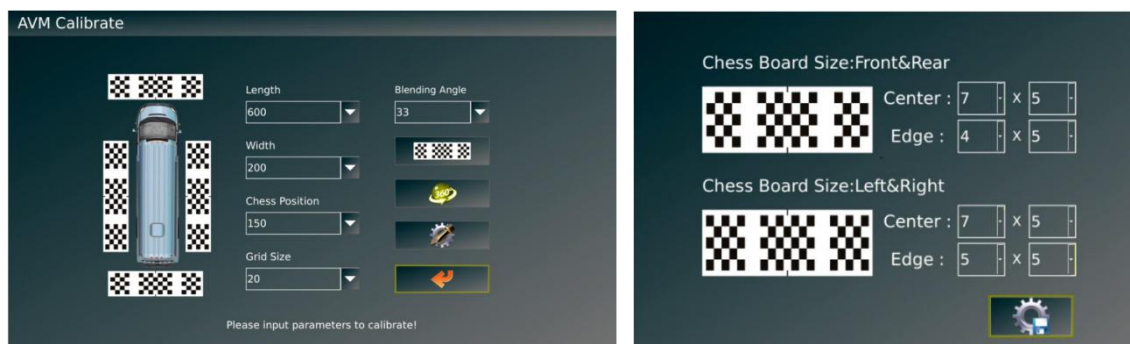 AVM Calibrate
Length
600
Blending Angle
33
Width
200
Chess Position
150
360°
Grid Size
20
Please input parameters to calibrate!
Chess Board Size:Front&Rear
Center : 7 x 5
Edge : 4 x 5
Chess Board Size:Left&Right
Center : 7 x 5
Edge : 5 x 5